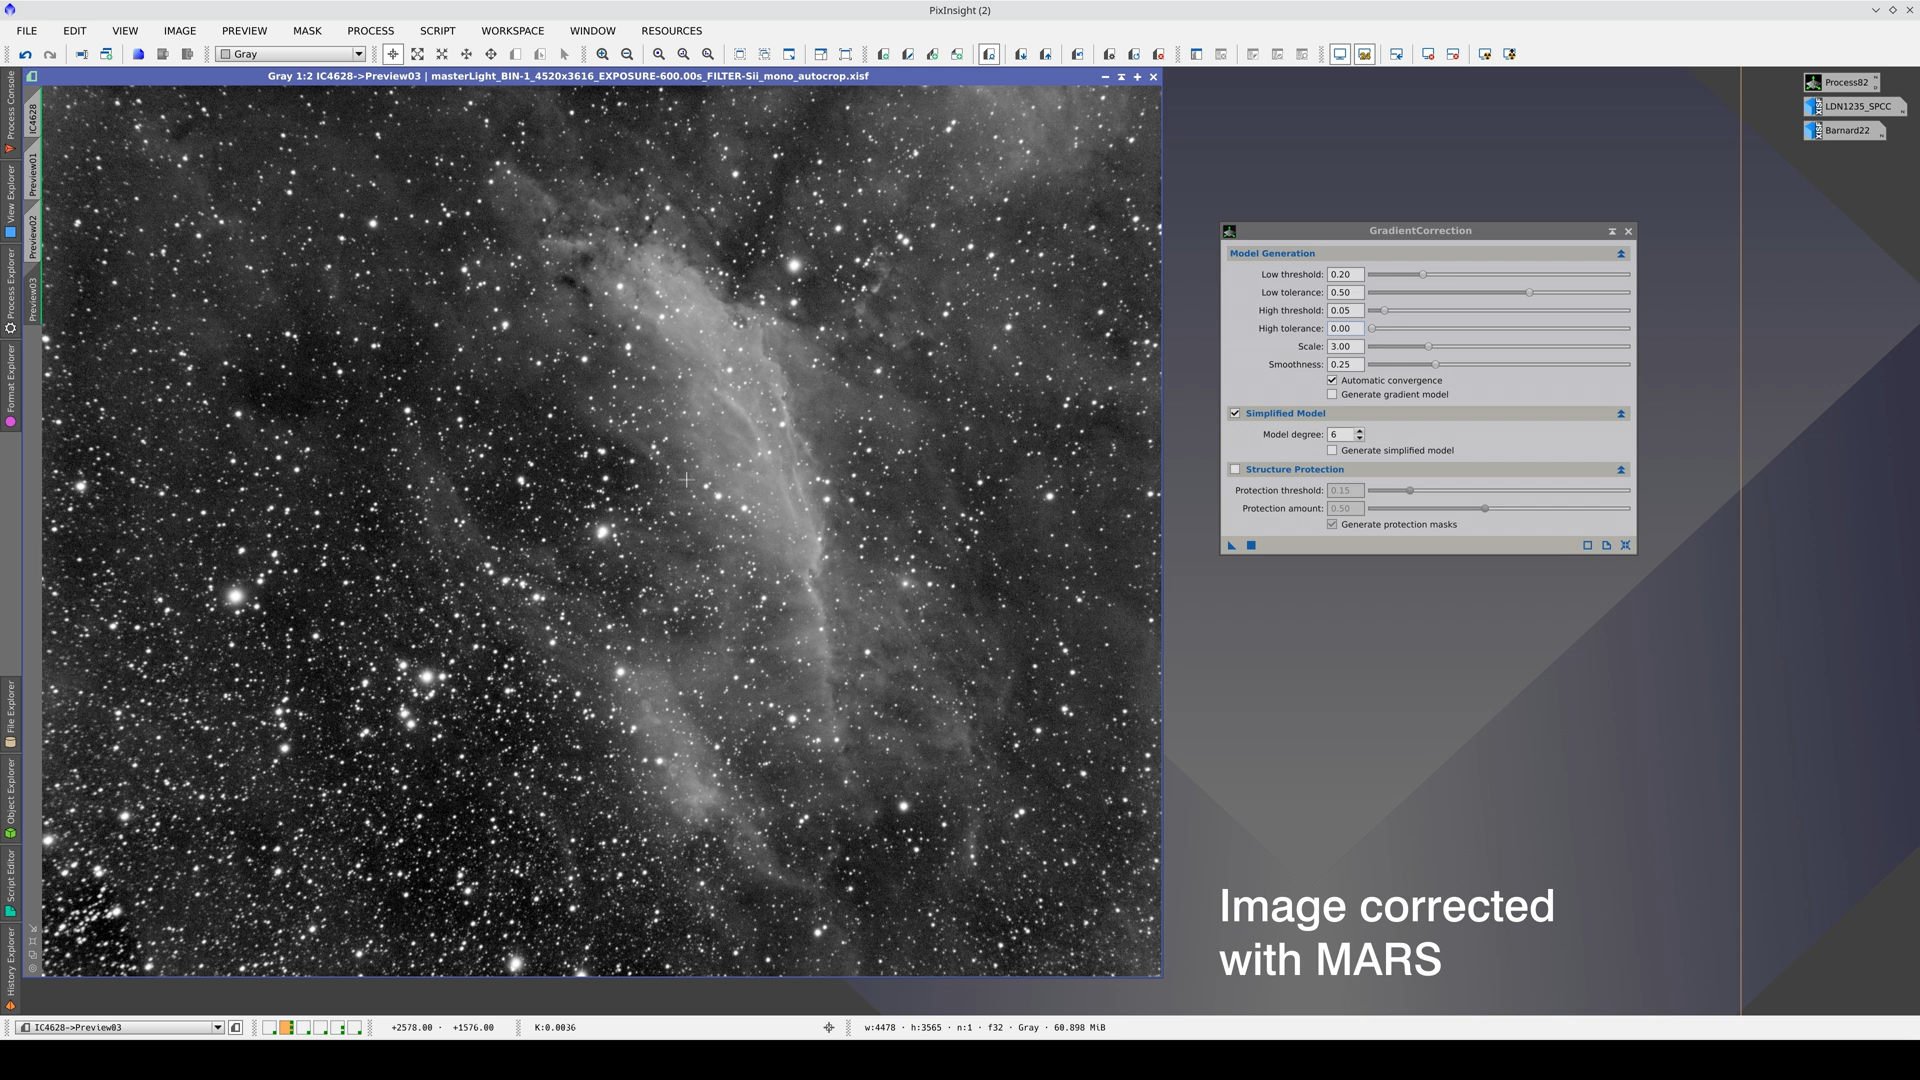 PixInsight (2)
FILE EDIT VIEW IMAGE PREVIEW MASK PROCESS SCRIPT WORKSPACE WINDOW RESOURCES
Gray
Gray 1:2 IC4628->Preview03 | masterLight_BIN-1_4520x3616_EXPOSURE-600.00s_FILTER-Sii_mono_autocrop.xisf
Process Console
View Explorer
Process Explorer
Format Explorer
File Explorer
Object Explorer
Script Editor
History Explorer
IC4628
Preview01
Preview02
Preview03
Process82
LDN1235_SPCC
Barnard22
GradientCorrection
Model Generation
Low threshold: 0.20
Low tolerance: 0.50
High threshold: 0.05
High tolerance: 0.00
Scale: 3.00
Smoothness: 0.25
Automatic convergence
Generate gradient model
Simplified Model
Model degree: 6
Generate simplified model
Structure Protection
Protection threshold: 0.15
Protection amount: 0.50
Generate protection masks
Image corrected
with MARS
IC4628->Preview03
+2578.00 · +1576.00
K:0.0036
w:4478 · h:3565 · n:1 · f32 · Gray · 60.898 MiB